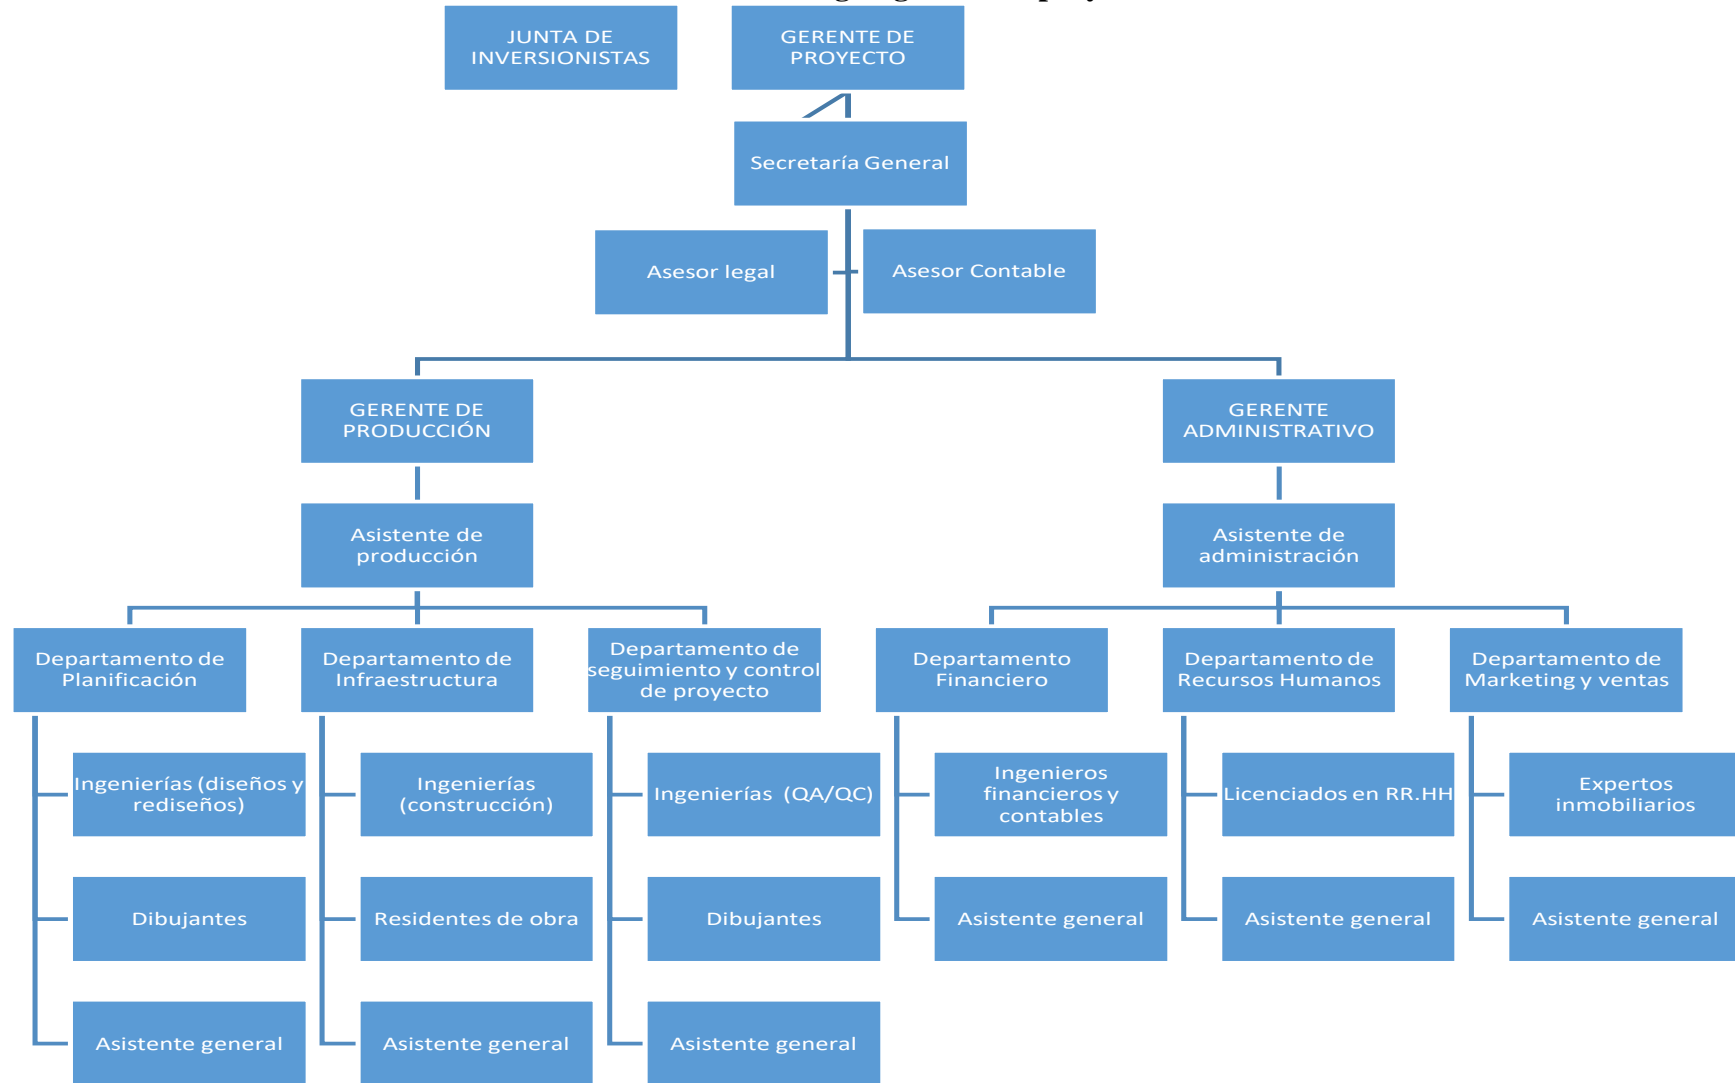 JUNTA DE
INVERSIONISTAS
GERENTE DE
PROYECTO
Secretaría General
Asesor legal
Asesor Contable
GERENTE DE
PRODUCCIÓN
GERENTE
ADMINISTRATIVO
Asistente de
producción
Asistente de
administración
Departamento de
Planificación
Departamento de
Infraestructura
Departamento de
seguimiento y control
de proyecto
Departamento
Financiero
Departamento de
Recursos Humanos
Departamento de
Marketing y ventas
Ingenierías (diseños y
rediseños)
Ingenierías
(construcción)
Ingenierías (QA/QC)
Ingenieros
financieros y
contables
Licenciados en RR.HH
Expertos
inmobiliarios
Dibujantes
Residentes de obra
Dibujantes
Asistente general
Asistente general
Asistente general
Asistente general
Asistente general
Asistente general